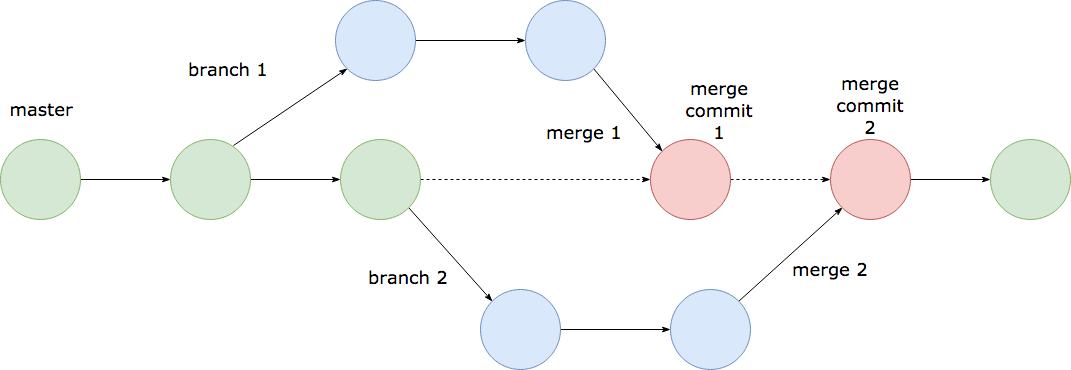 branch 1
master
merge
commit
1
merge
commit
2
merge 1
branch 2
merge 2